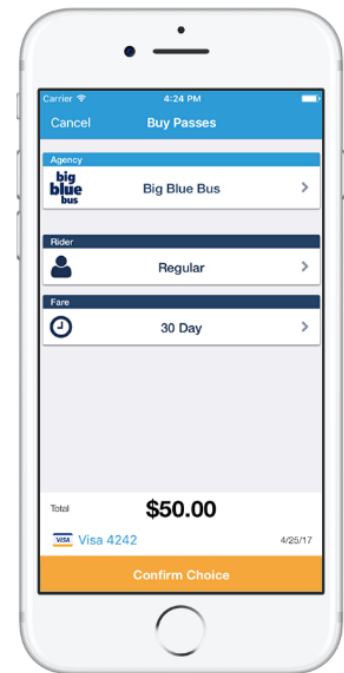 Carrier 4:24 PM
Cancel Buy Passes
Agency
big
blue
bus
Big Blue Bus
Rider
Regular
Fare
30 Day
Total $50.00
VISA Visa 4242 4/25/17
Confirm Choice